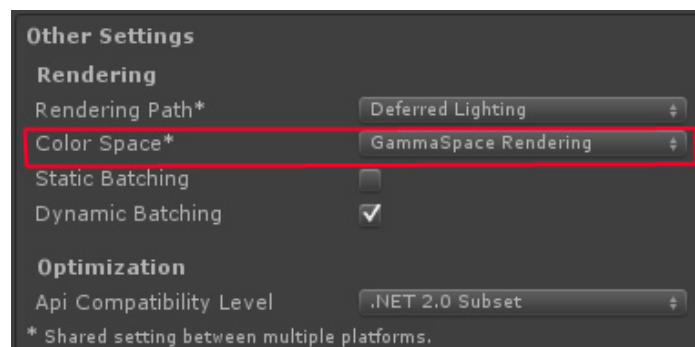 Other Settings
Rendering
Rendering Path* Deferred Lighting
Color Space* GammaSpace Rendering
Static Batching
Dynamic Batching
Optimization
Api Compatibility Level .NET 2.0 Subset
* Shared setting between multiple platforms.